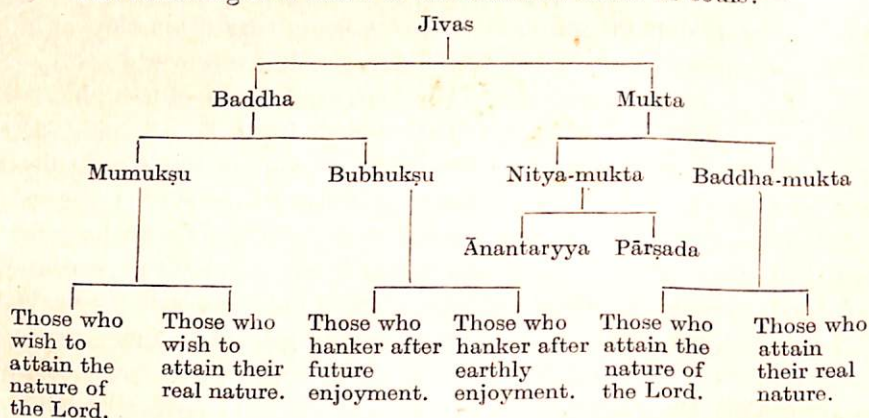 Jīvas
Baddha Mukta
Mumukṣu Bubhukṣu Nitya-mukta Baddha-mukta
Ānantaryya Pārṣada
Those who
wish to
attain the
nature of
the Lord.
Those who
wish to
attain their
real nature.
Those who
hanker after
future
enjoyment.
Those who
hanker after
earthly
enjoyment.
Those who
attain the
nature of
the Lord.
Those who
attain
their real
nature.